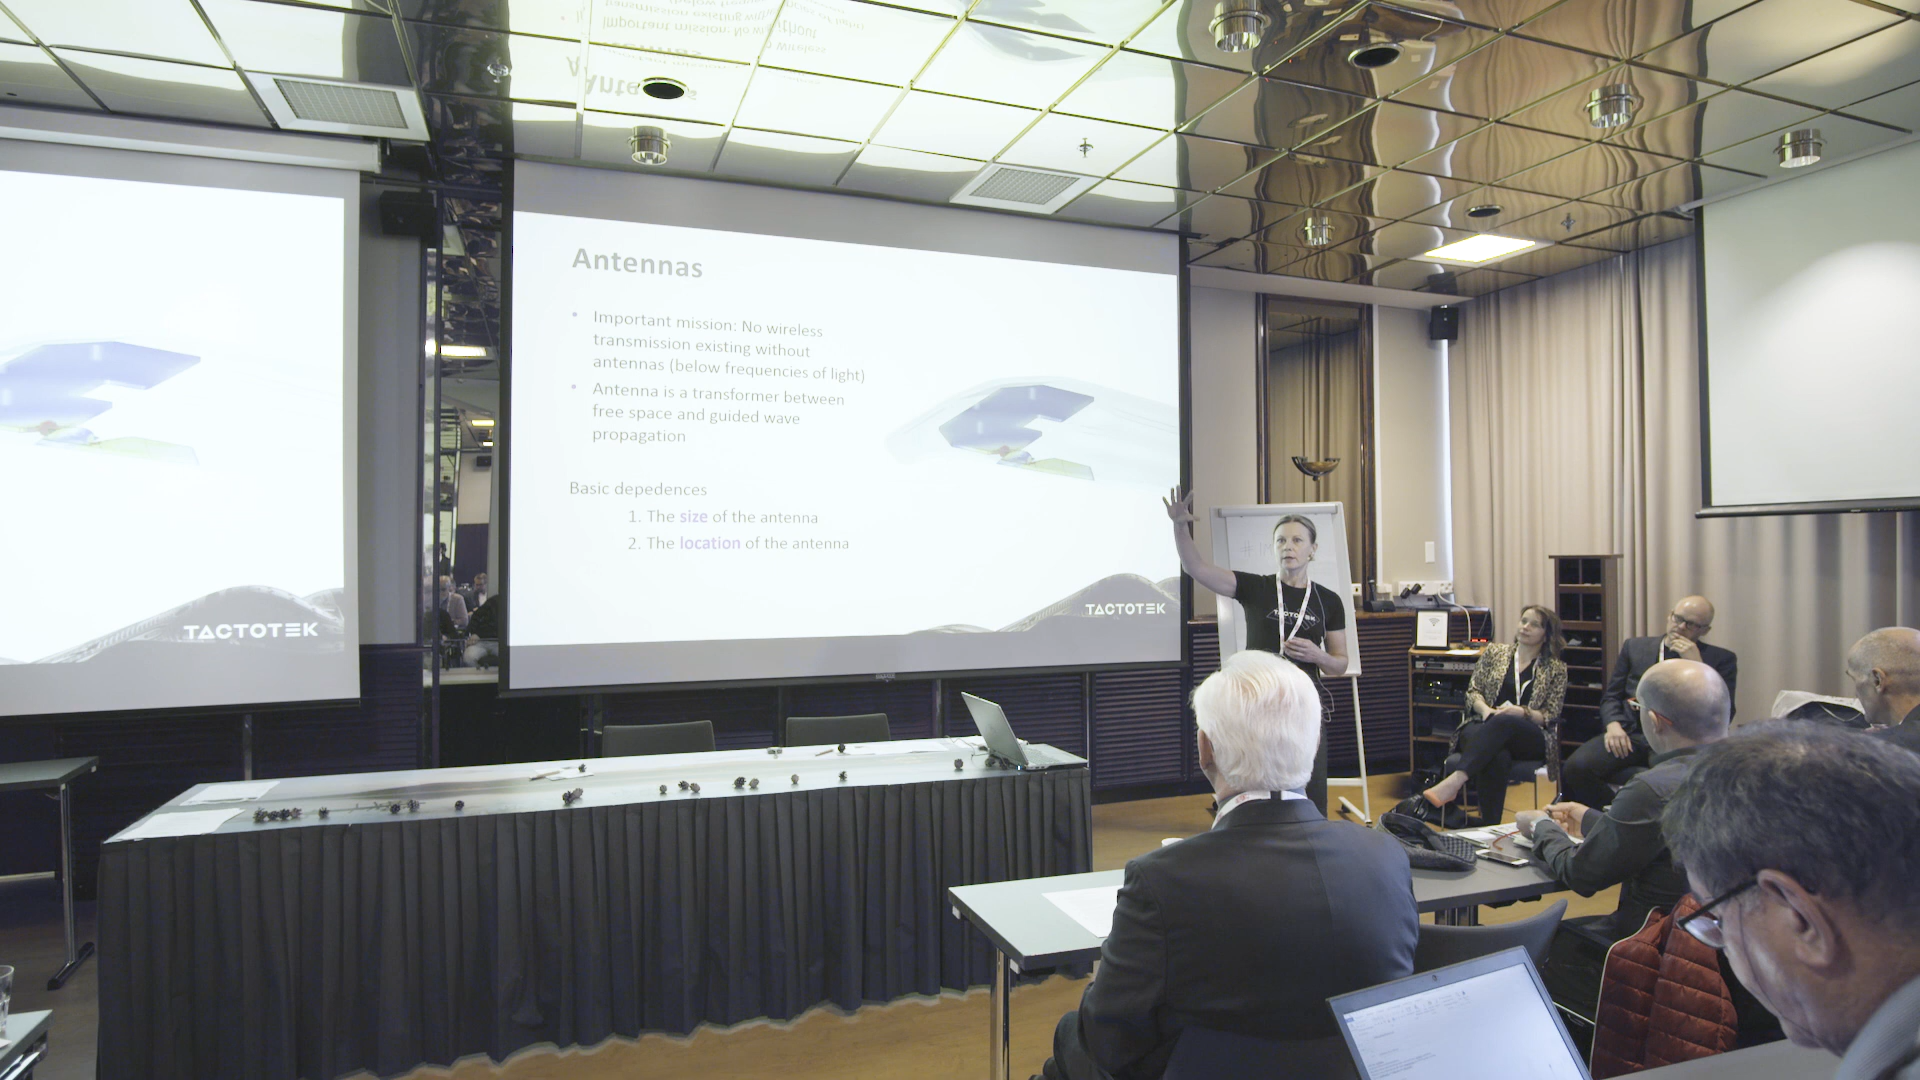 Antennas
• Important mission: No wireless
transmission existing without
antennas (below frequencies of light)
• Antenna is a transformer between
free space and guided wave
propagation
Basic depedences
1. The size of the antenna
2. The location of the antenna
TACTOTEK
TACTOTEK
TACTOTEK